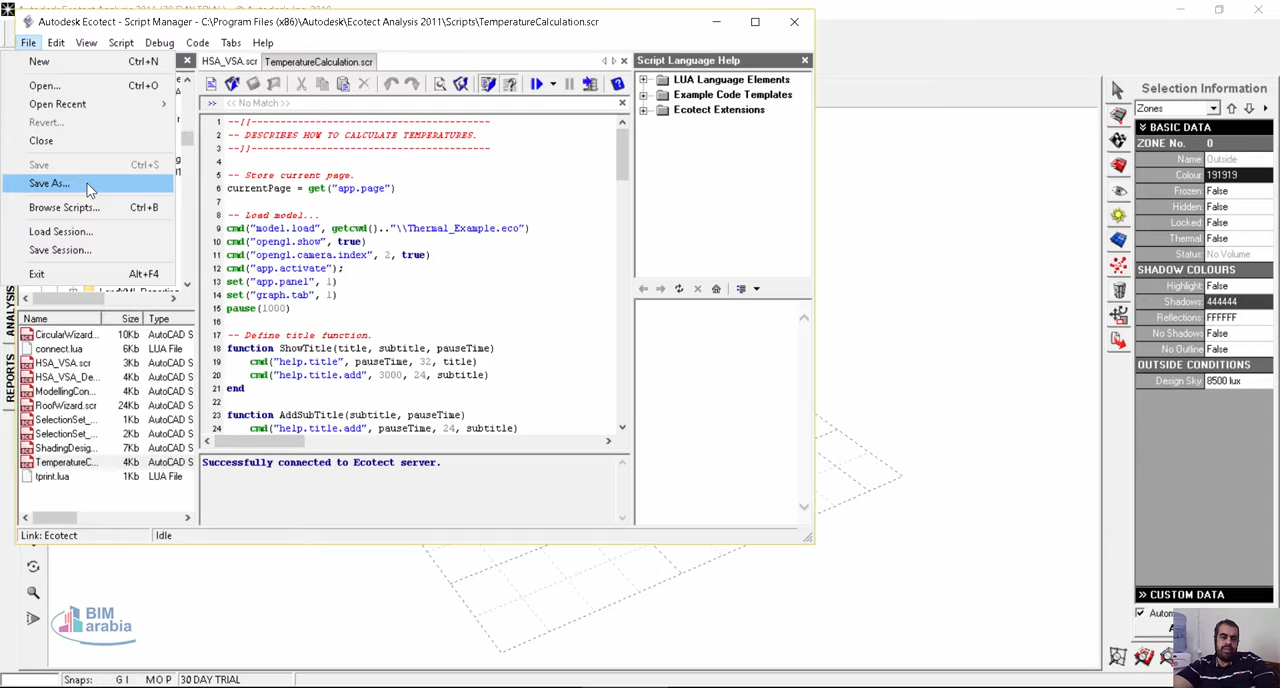 Autodesk Ecotect - Script Manager - C:\Program Files (x86)\Autodesk\Ecotect Analysis 2011\Scripts\TemperatureCalculation.scr
File Edit View Script Debug Code Tabs Help
New Ctrl+N
Open... Ctrl+O
Open Recent
Revert...
Close
Save Ctrl+S
Save As...
Browse Scripts... Ctrl+B
Load Session...
Save Session...
Exit Alt+F4
HSA_VSA.scr TemperatureCalculation.scr
<< No Match >>
1 --]]----------------------------------------
2 -- DESCRIBES HOW TO CALCULATE TEMPERATURES.
3 --]]----------------------------------------
4
5 -- Store current page.
6 currentPage = get("app.page")
7
8 -- Load model...
9 cmd("model.load", getcwd().."\\Thermal_Example.eco")
10 cmd("opengl.show", true)
11 cmd("opengl.camera.index", 2, true)
12 cmd("app.activate");
13 set("app.panel", 1)
14 set("graph.tab", 1)
15 pause(1000)
16
17 -- Define title function.
18 function ShowTitle(title, subtitle, pauseTime)
19 cmd("help.title", pauseTime, 32, title)
20 cmd("help.title.add", 3000, 24, subtitle)
21 end
22
23 function AddSubTitle(subtitle, pauseTime)
24 cmd("help.title.add", pauseTime, 24, subtitle)
Successfully connected to Ecotect server.
Script Language Help
LUA Language Elements
Example Code Templates
Ecotect Extensions
ANALYSIS
REPORTS
Name Size Type
CircularWizard... 10Kb AutoCAD S
connect.lua 6Kb LUA File
HSA_VSA.scr 3Kb AutoCAD S
HSA_VSA_De... 4Kb AutoCAD S
ModellingCon... 4Kb AutoCAD S
RoofWizard.scr 24Kb AutoCAD S
SelectionSet_... 1Kb AutoCAD S
SelectionSet_... 2Kb AutoCAD S
ShadingDesig... 7Kb AutoCAD S
TemperatureC... 4Kb AutoCAD S
tprint.lua 1Kb LUA File
Link: Ecotect Idle
Selection Information
Zones
BASIC DATA
ZONE No. 0
Name: Outside
Colour: 191919
Frozen: False
Hidden: False
Locked: False
Thermal: False
Status: No Volume
SHADOW COLOURS
Highlight: False
Shadows: 444444
Reflections: FFFFFF
No Shadows False
No Outline False
OUTSIDE CONDITIONS
Design Sky: 8500 lux
CUSTOM DATA
BIM
arabia
Snaps: G I M O P 30 DAY TRIAL